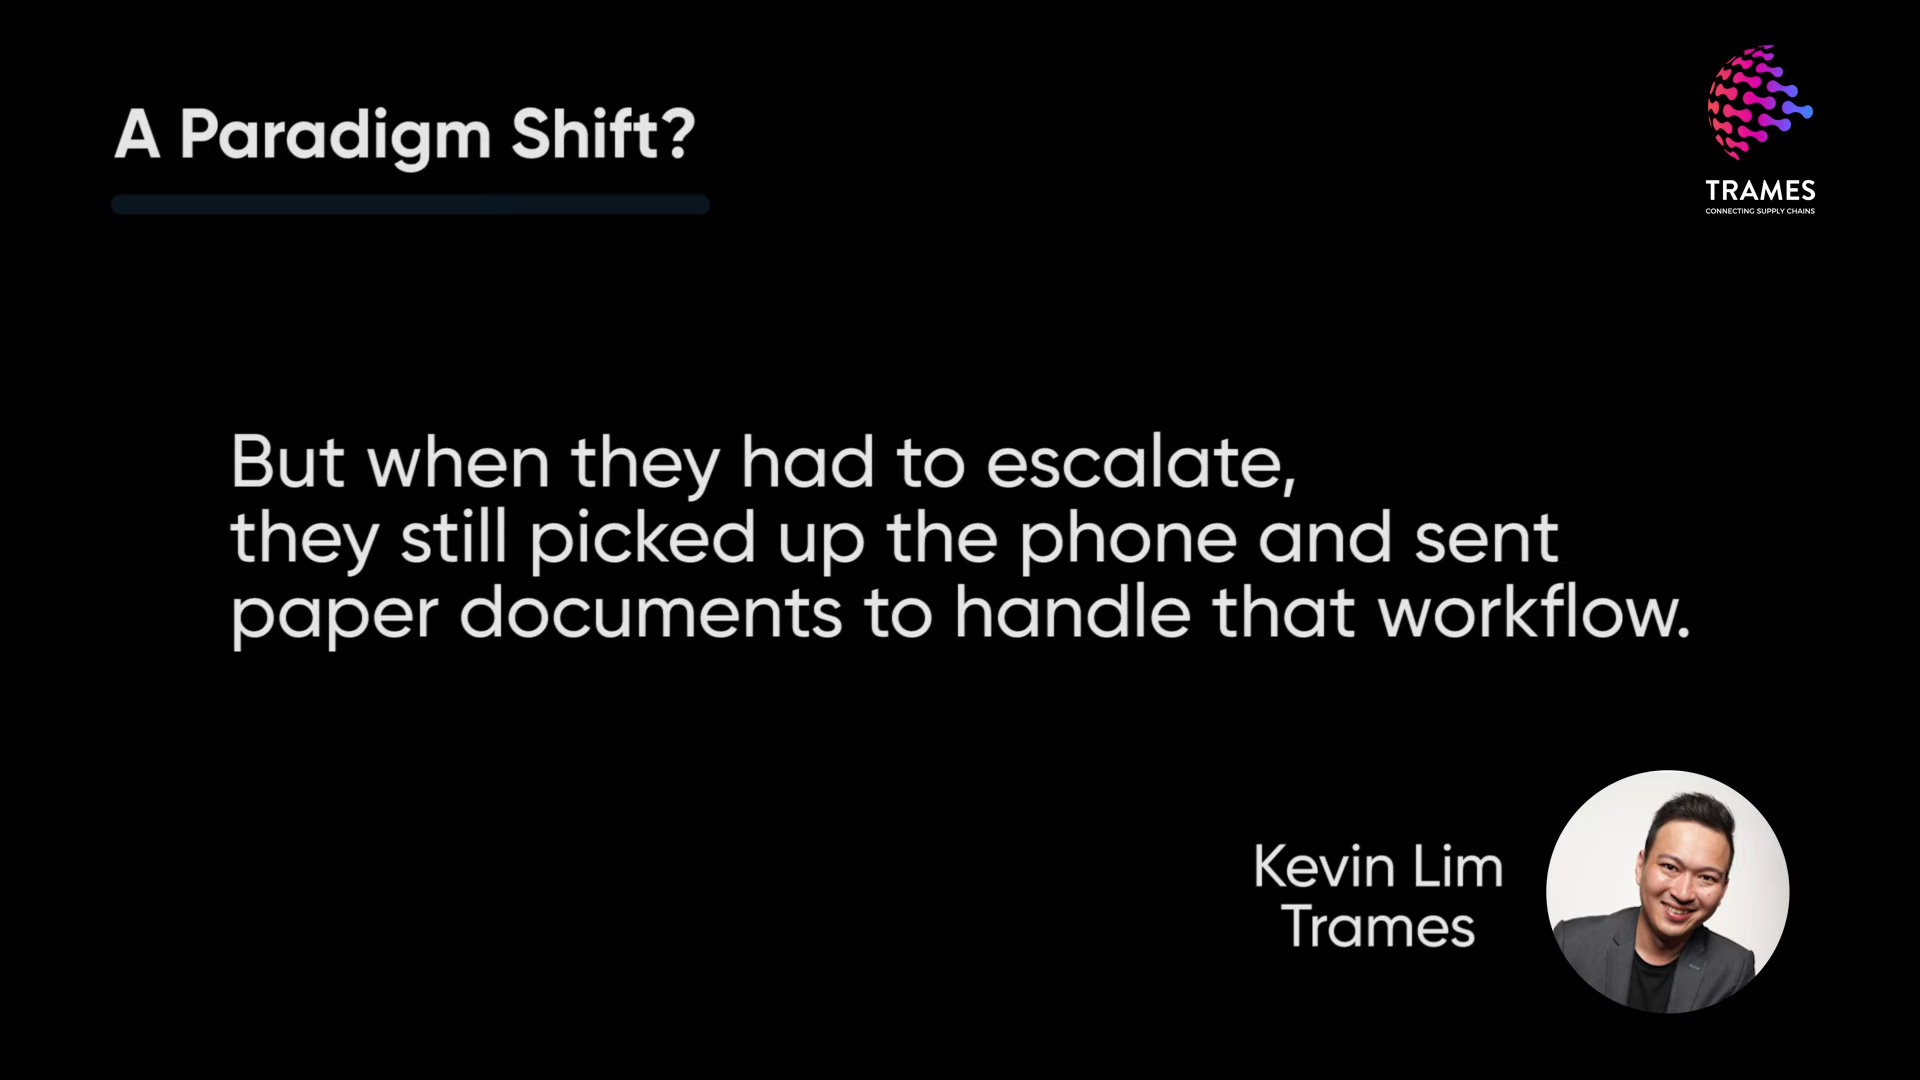 A Paradigm Shift?
TRAMES
CONNECTING SUPPLY CHAINS
But when they had to escalate,
they still picked up the phone and sent
paper documents to handle that workflow.
Kevin Lim
Trames